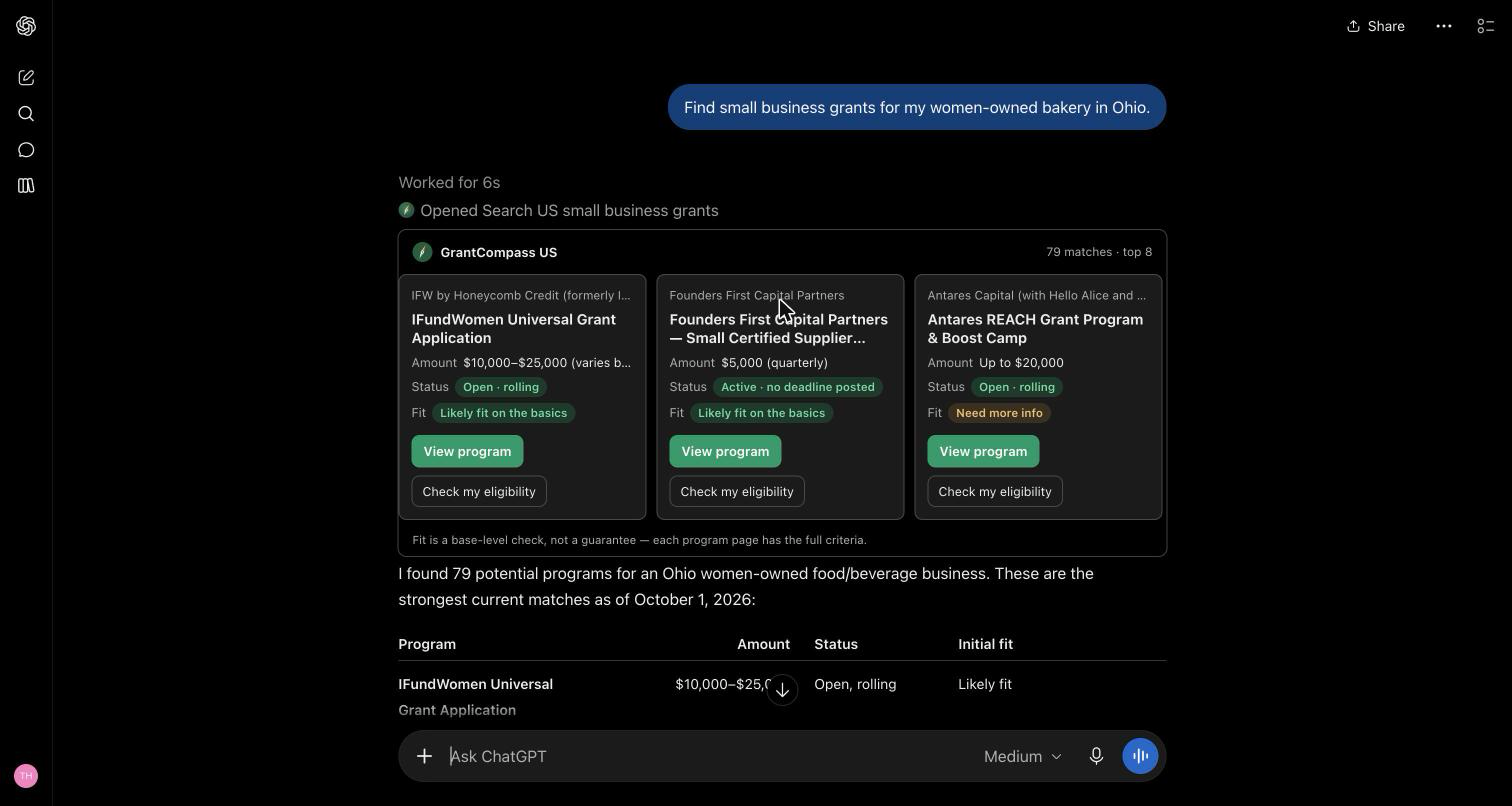 Share
Find small business grants for my women-owned bakery in Ohio.
Worked for 6s
Opened Search US small business grants
GrantCompass US
79 matches · top 8
IFW by Honeycomb Credit (formerly I...
IFundWomen Universal Grant
Application
Amount $10,000–$25,000 (varies b...
Status Open · rolling
Fit Likely fit on the basics
View program
Check my eligibility
Founders First Capital Partners
Founders First Capital Partners
— Small Certified Supplier...
Amount $5,000 (quarterly)
Status Active · no deadline posted
Fit Likely fit on the basics
View program
Check my eligibility
Antares Capital (with Hello Alice and ...
Antares REACH Grant Program
& Boost Camp
Amount Up to $20,000
Status Open · rolling
Fit Need more info
View program
Check my eligibility
Fit is a base-level check, not a guarantee — each program page has the full criteria.
I found 79 potential programs for an Ohio women-owned food/beverage business. These are the
strongest current matches as of October 1, 2026:
Program Amount Status Initial fit
IFundWomen Universal $10,000–$25,0 Open, rolling Likely fit
Grant Application
Ask ChatGPT
Medium
TH